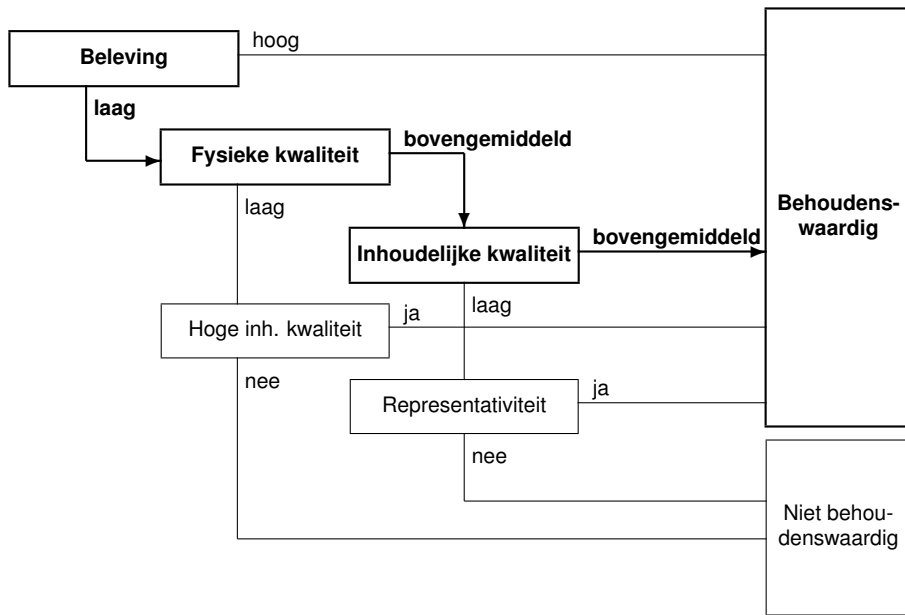 hoog
Beleving
laag
bovengemiddeld
Fysieke kwaliteit
laag
Behoudens-
waardig
bovengemiddeld
Inhoudelijke kwaliteit
laag
ja
Hoge inh. kwaliteit
nee
ja
Representativiteit
nee
Niet behou-
denswaardig